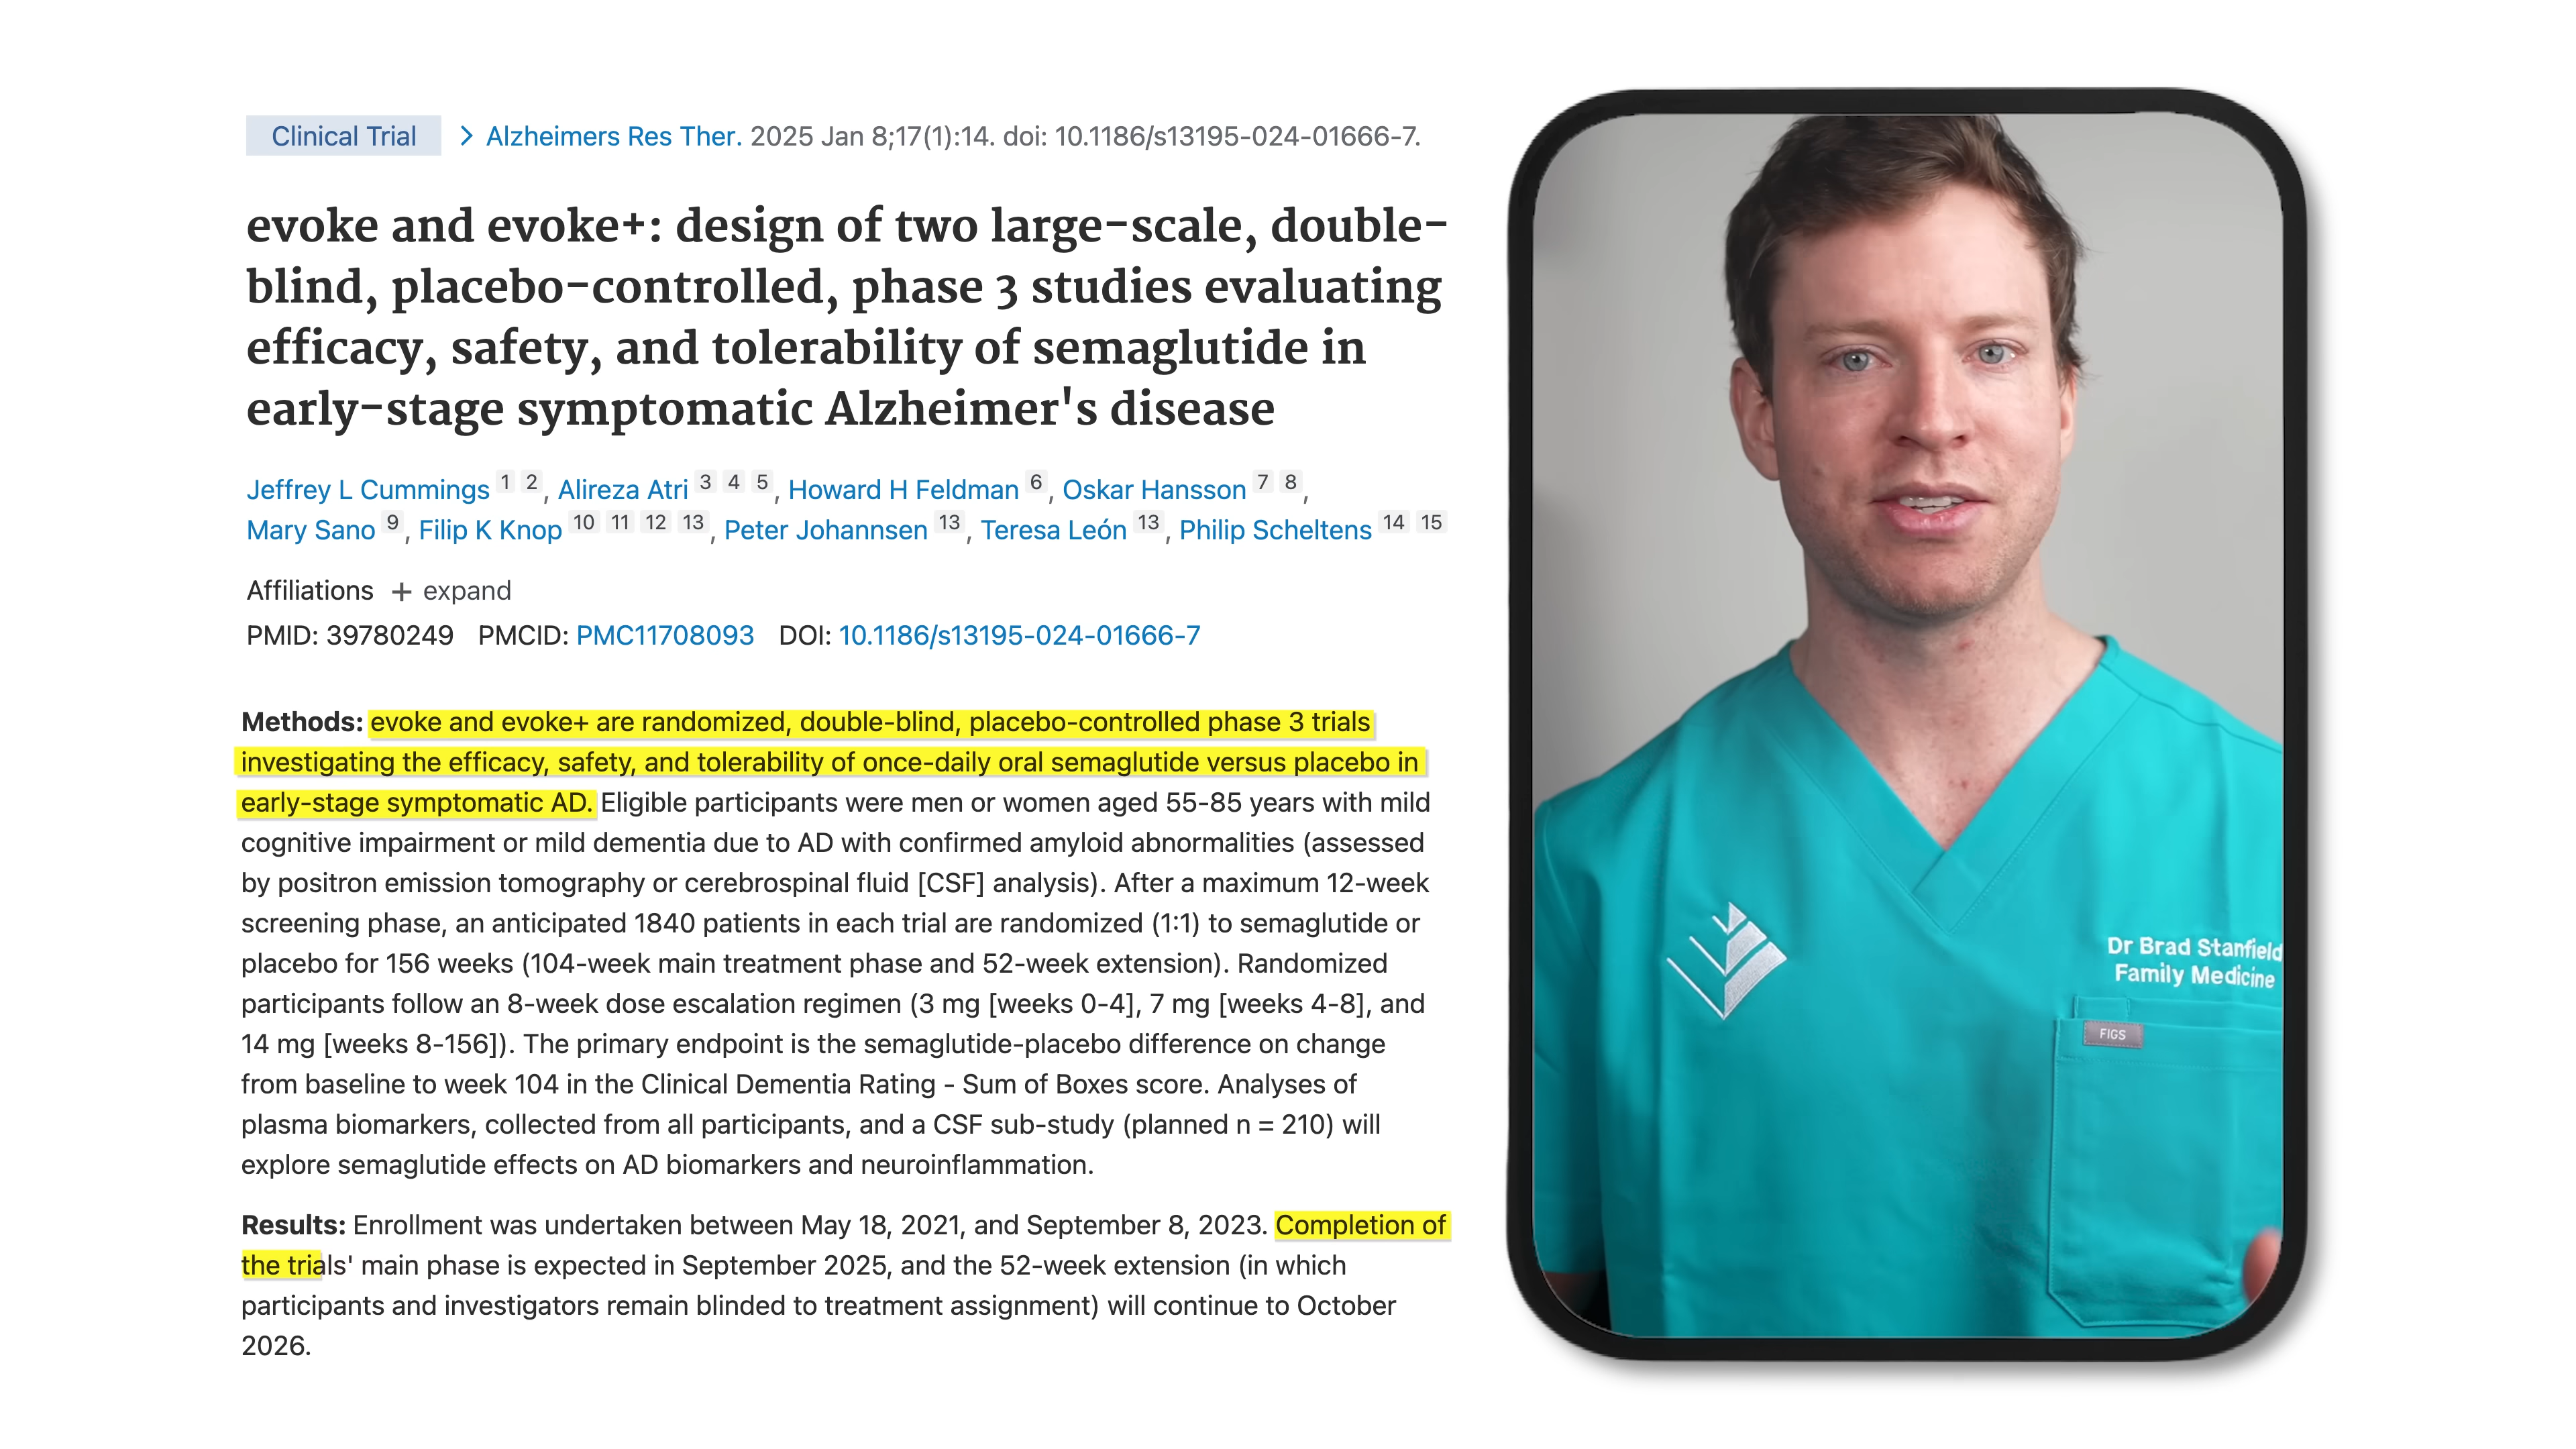 Clinical Trial > Alzheimers Res Ther. 2025 Jan 8;17(1):14. doi: 10.1186/s13195-024-01666-7.
evoke and evoke+: design of two large-scale, double-
blind, placebo-controlled, phase 3 studies evaluating
efficacy, safety, and tolerability of semaglutide in
early-stage symptomatic Alzheimer's disease
Jeffrey L Cummings 1 2, Alireza Atri 3 4 5, Howard H Feldman 6, Oskar Hansson 7 8,
Mary Sano 9, Filip K Knop 10 11 12 13, Peter Johannsen 13, Teresa León 13, Philip Scheltens 14 15
Affiliations + expand
PMID: 39780249 PMCID: PMC11708093 DOI: 10.1186/s13195-024-01666-7
Methods: evoke and evoke+ are randomized, double-blind, placebo-controlled phase 3 trials
investigating the efficacy, safety, and tolerability of once-daily oral semaglutide versus placebo in
early-stage symptomatic AD. Eligible participants were men or women aged 55-85 years with mild
cognitive impairment or mild dementia due to AD with confirmed amyloid abnormalities (assessed
by positron emission tomography or cerebrospinal fluid [CSF] analysis). After a maximum 12-week
screening phase, an anticipated 1840 patients in each trial are randomized (1:1) to semaglutide or
placebo for 156 weeks (104-week main treatment phase and 52-week extension). Randomized
participants follow an 8-week dose escalation regimen (3 mg [weeks 0-4], 7 mg [weeks 4-8], and
14 mg [weeks 8-156]). The primary endpoint is the semaglutide-placebo difference on change
from baseline to week 104 in the Clinical Dementia Rating - Sum of Boxes score. Analyses of
plasma biomarkers, collected from all participants, and a CSF sub-study (planned n = 210) will
explore semaglutide effects on AD biomarkers and neuroinflammation.
Results: Enrollment was undertaken between May 18, 2021, and September 8, 2023. Completion of
the trials' main phase is expected in September 2025, and the 52-week extension (in which
participants and investigators remain blinded to treatment assignment) will continue to October
2026.
Dr Brad Stanfield
Family Medicine
FIGS